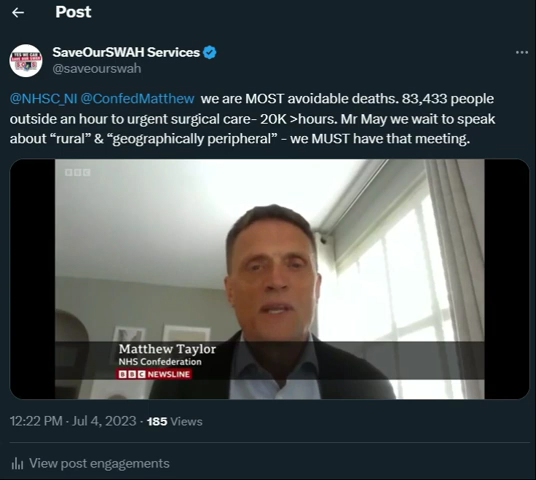 Post
SaveOurSWAH Services
@saveourswah
@NHSC_NI @ConfedMatthew we are MOST avoidable deaths. 83,433 people
outside an hour to urgent surgical care- 20K >hours. Mr May we wait to speak
about “rural” & “geographically peripheral” - we MUST have that meeting.
BBC
Matthew Taylor
NHS Confederation
BBC NEWSLINE
12:22 PM · Jul 4, 2023 · 185 Views
View post engagements